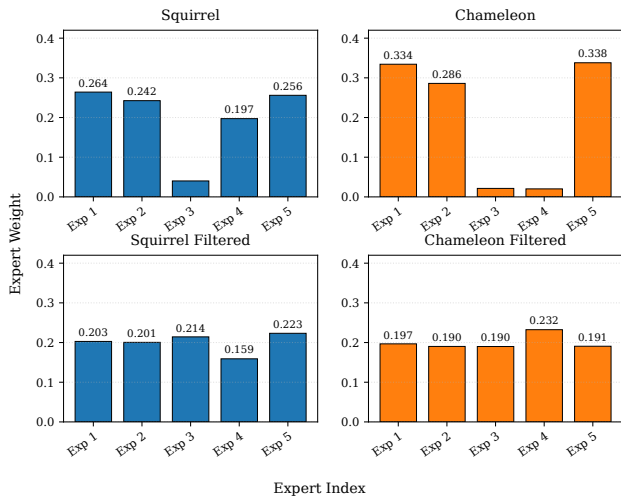 Squirrel
0.4
0.3
0.2
0.1
0.0
0.264
0.242
0.197
0.256
Exp 1
Exp 2
Exp 3
Exp 4
Exp 5
Chameleon
0.4
0.3
0.2
0.1
0.0
0.334
0.286
0.338
Exp 1
Exp 2
Exp 3
Exp 4
Exp 5
Expert Weight
Squirrel Filtered
0.4
0.3
0.2
0.1
0.0
0.203
0.201
0.214
0.159
0.223
Exp 1
Exp 2
Exp 3
Exp 4
Exp 5
Chameleon Filtered
0.4
0.3
0.2
0.1
0.0
0.197
0.190
0.190
0.232
0.191
Exp 1
Exp 2
Exp 3
Exp 4
Exp 5
Expert Index